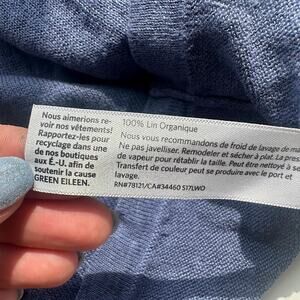 Nous aimerions re-
voir nos vêtements!
Rapportez-les pour
recyclage dans une
de nos boutiques
aux É.-U. afin de
soutenir la cause
GREEN EILEEN.
100% Lin Organique
Nous vous recommandons de froid de lavage de ma
Ne pas javelliser. Remodeler et sécher à plat. La pres
de vapeur pour rétablir la taille. Peut être nettoyé à se
Transfert de couleur peut se produire avec le port et
lavage.
RN#78121/CA#34460 S17LWO